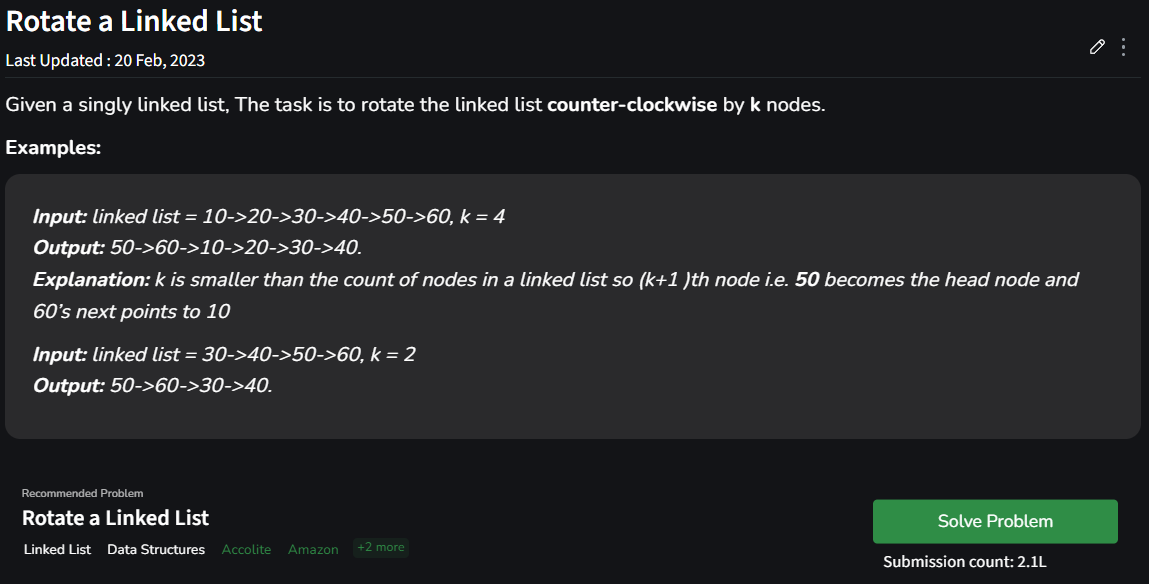 Rotate a Linked List
Last Updated : 20 Feb, 2023
Given a singly linked list, The task is to rotate the linked list counter-clockwise by k nodes.
Examples:
Input: linked list = 10->20->30->40->50->60, k = 4
Output: 50->60->10->20->30->40.
Explanation: k is smaller than the count of nodes in a linked list so (k+1 )th node i.e. 50 becomes the head node and
60’s next points to 10
Input: linked list = 30->40->50->60, k = 2
Output: 50->60->30->40.
Recommended Problem
Rotate a Linked List
Linked List Data Structures Accolite Amazon +2 more
Solve Problem
Submission count: 2.1L